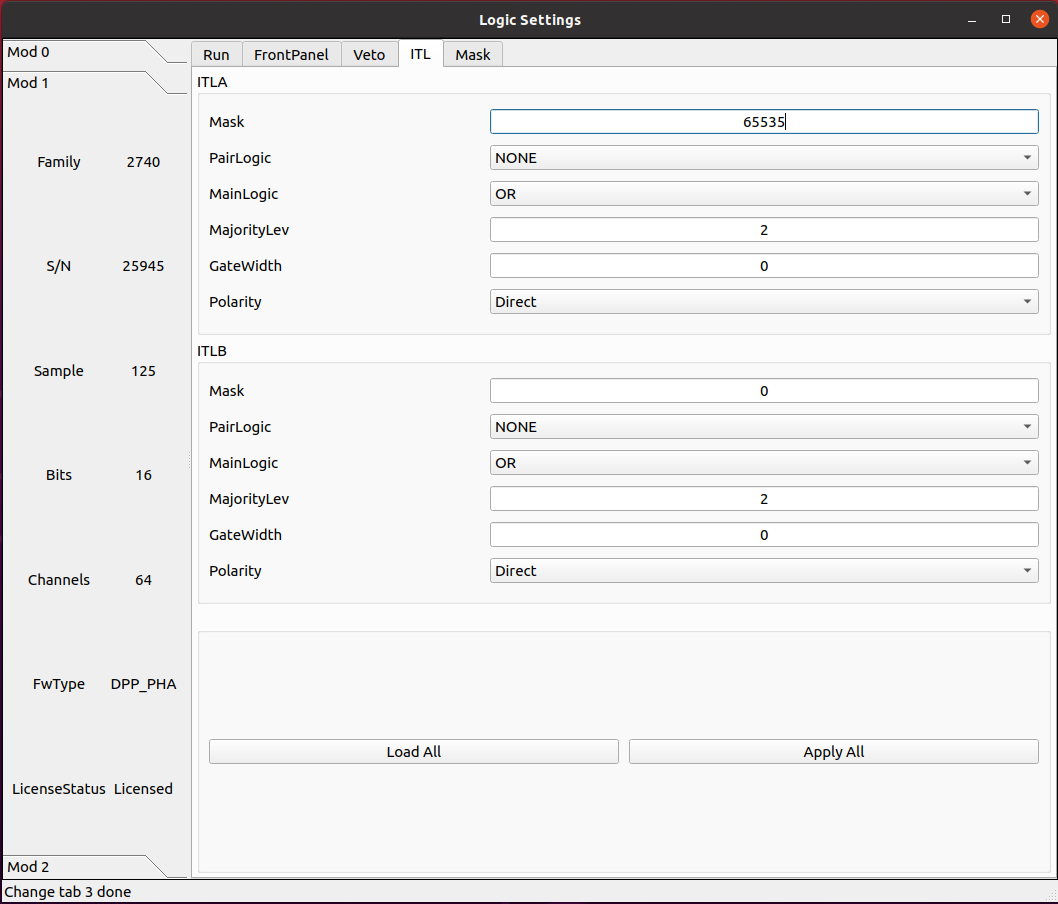 Logic Settings
Mod 0
Mod 1
Family 2740
S/N 25945
Sample 125
Bits 16
Channels 64
FwType DPP_PHA
LicenseStatus Licensed
Mod 2
Run FrontPanel Veto ITL Mask
ITLA
Mask 65535
PairLogic NONE
MainLogic OR
MajorityLev 2
GateWidth 0
Polarity Direct
ITLB
Mask 0
PairLogic NONE
MainLogic OR
MajorityLev 2
GateWidth 0
Polarity Direct
Load All Apply All
Change tab 3 done